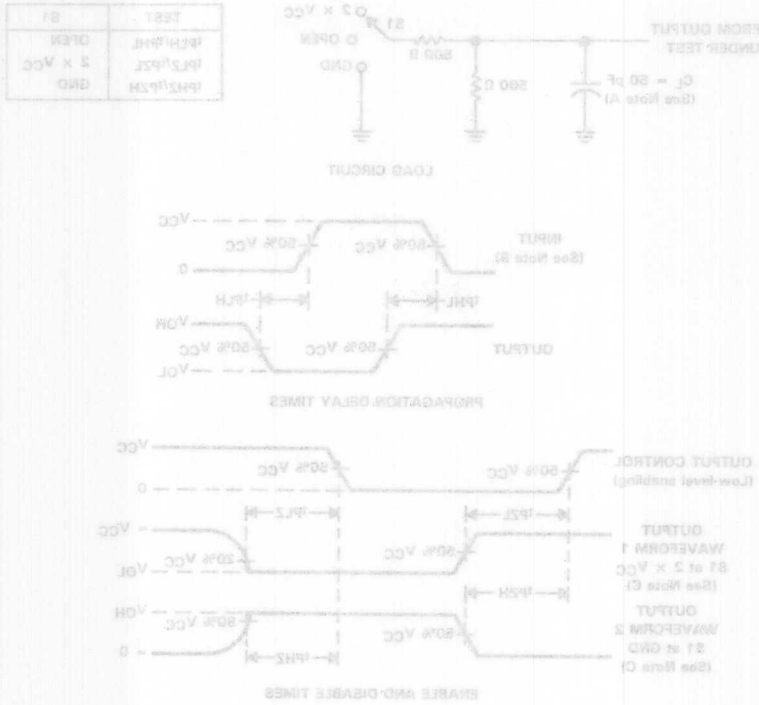 FROM OUTPUT
UNDER TEST
CL = 50 pF
(See Note A)
500 Ω
500 Ω
S1
2 × VCC
OPEN
GND
TEST S1
tPLH/tPHL OPEN
tPLZ/tPZL 2 × VCC
tPHZ/tPZH GND
LOAD CIRCUIT
INPUT
(See Note B)
50% VCC
50% VCC
VCC
0
tPHL
tPLH
OUTPUT
50% VCC
50% VCC
VOH
VOL
PROPAGATION DELAY TIMES
OUTPUT CONTROL
(Low-level enabling)
50% VCC
50% VCC
VCC
0
tPZL
tPLZ
OUTPUT
WAVEFORM 1
S1 at 2 × VCC
(See Note C)
50% VCC
20% VCC
≈ VCC
VOL
tPZH
OUTPUT
WAVEFORM 2
S1 at GND
(See Note C)
50% VCC
80% VCC
VOH
≈ 0
tPHZ
ENABLE AND DISABLE TIMES